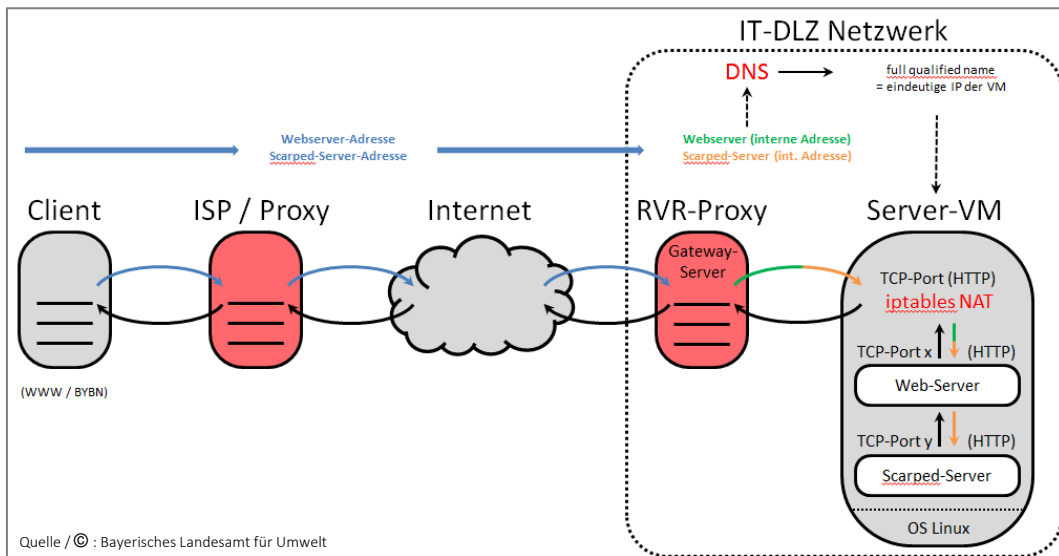 IT-DLZ Netzwerk
DNS
full qualified name
= eindeutige IP der VM
Webserver-Adresse
Scarped-Server-Adresse
Webserver (interne Adresse)
Scarped-Server (int. Adresse)
Client
ISP / Proxy
Internet
RVR-Proxy
Server-VM
Gateway-
Server
TCP-Port (HTTP)
iptables NAT
TCP-Port x (HTTP)
Web-Server
TCP-Port y (HTTP)
Scarped-Server
OS Linux
(WWW / BYBN)
Quelle / © : Bayerisches Landesamt für Umwelt